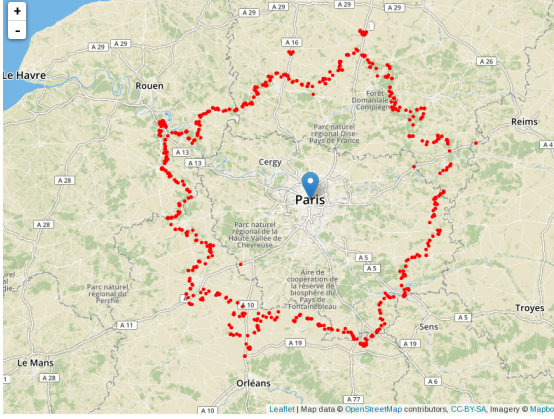 +
-
A 29
A 29
A 29
A 29
A 16
A 26
Le Havre
Rouen
Forêt
Domaniale
Compiègne
Reims
Parc naturel
régional Oise-
Pays de France
A 13
A 13
A 4
Cergy
A 28
Paris
Parc naturel
régional de la
Haute Vallée de
Chevreuse
A 5
A 5
Aire de
coopération de
la réserve de
biosphère du
Pays de
Fontainebleau
Parc naturel
régional du
Perche
A 28
A 10
A 11
A 5
Troyes
Sens
A 19
Le Mans
Orléans
A 6
A 77
A 10
Leaflet | Map data © OpenStreetMap contributors, CC-BY-SA, Imagery © Mapbo